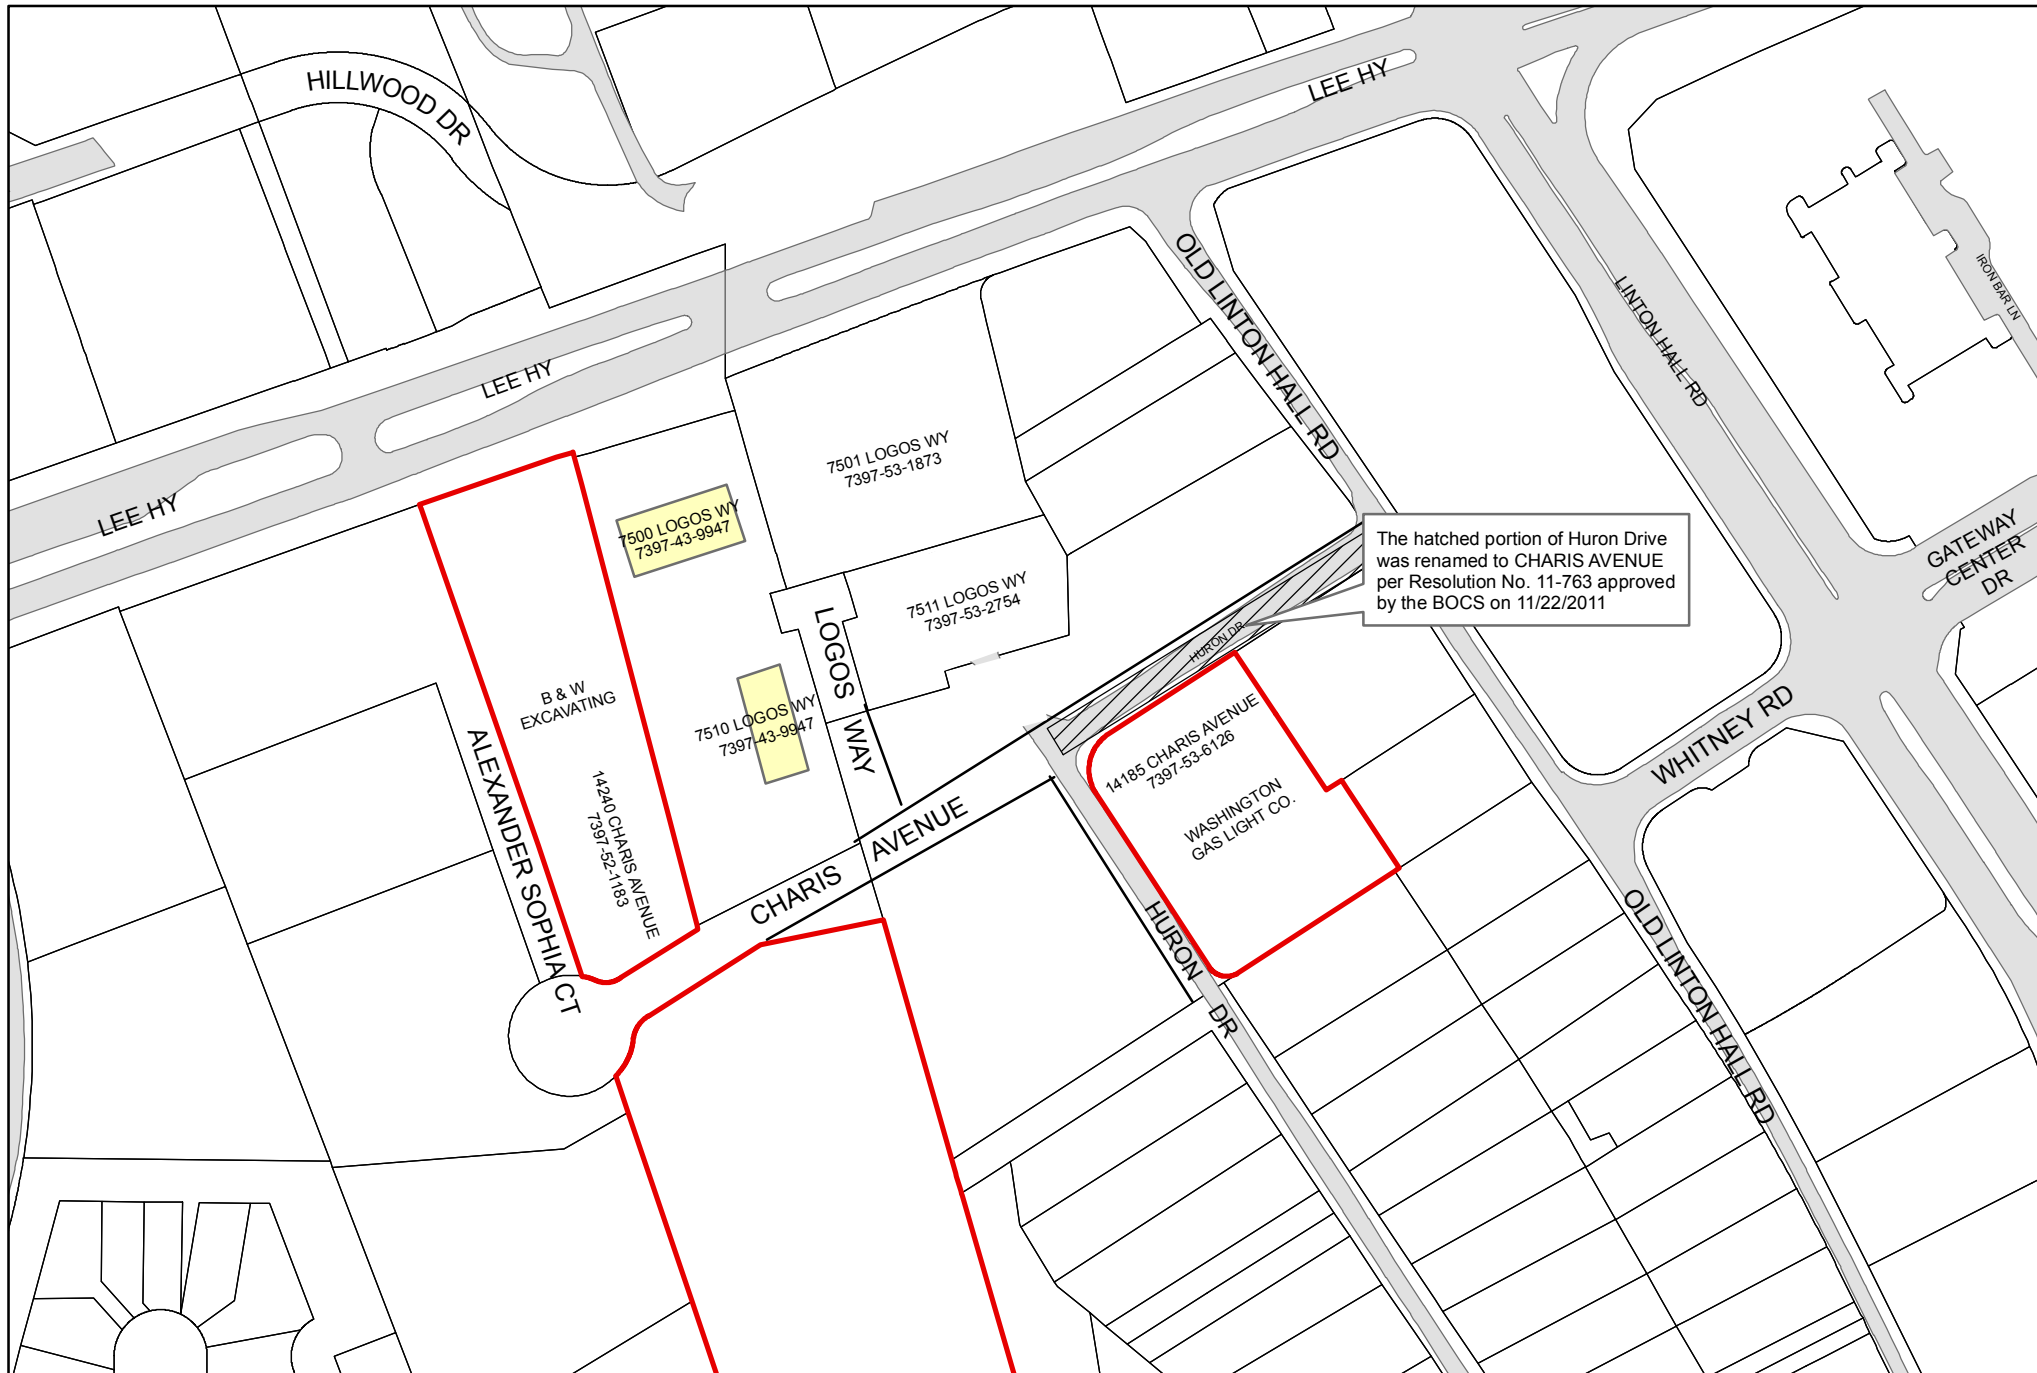 HILLWOOD DR
LEE HY
OLD LINTON HALL RD
LINTON HALL RD
IRON BAR LN
LEE HY
LEE HY
7501 LOGOS WY
7397-53-1873
7500 LOGOS WY
7397-43-9947
The hatched portion of Huron Drive
was renamed to CHARIS AVENUE
per Resolution No. 11-763 approved
by the BOCS on 11/22/2011
GATEWAY
CENTER
DR
7511 LOGOS WY
7397-53-2754
HURON DR
LOGOS WAY
B & W
EXCAVATING
7510 LOGOS WY
7397-43-9947
14185 CHARIS AVENUE
7397-53-6126
WASHINGTON
GAS LIGHT CO.
WHITNEY RD
ALEXANDER SOPHIA CT
14240 CHARIS AVENUE
7397-52-1183
CHARIS AVENUE
HURON DR
OLD LINTON HALL RD